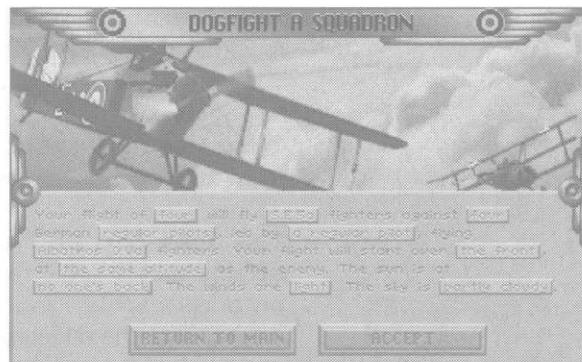 DOGFIGHT A SQUADRON
Your flight of four will fly S.E.5a fighters against four
German regular pilots, led by a regular pilot, flying
Albatros D.Va fighters. Your flight will start over the front,
at the same altitude as the enemy. The sun is at
no one's back. The winds are light. The sky is partly cloudy.
RETURN TO MAIN ACCEPT